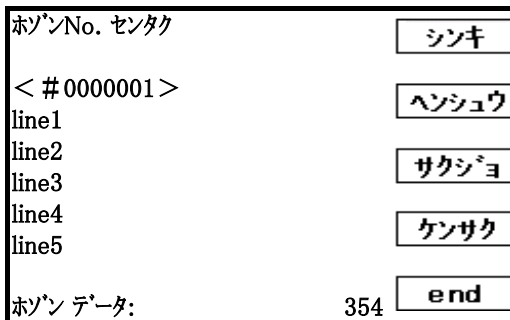 ホゾンNo. センタク
シンキ
＜＃0000001＞
ヘンシュウ
line1
line2
サクジョ
line3
line4
ケンサク
line5
end
ホゾン データ: 354